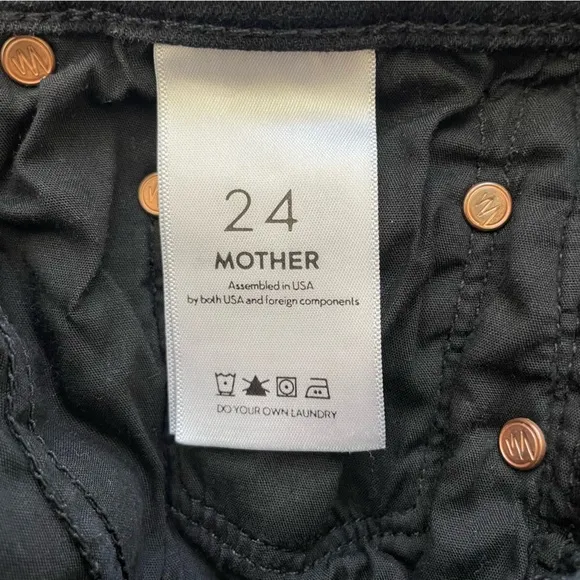 24
MOTHER
Assembled in USA
by both USA and foreign components
DO YOUR OWN LAUNDRY